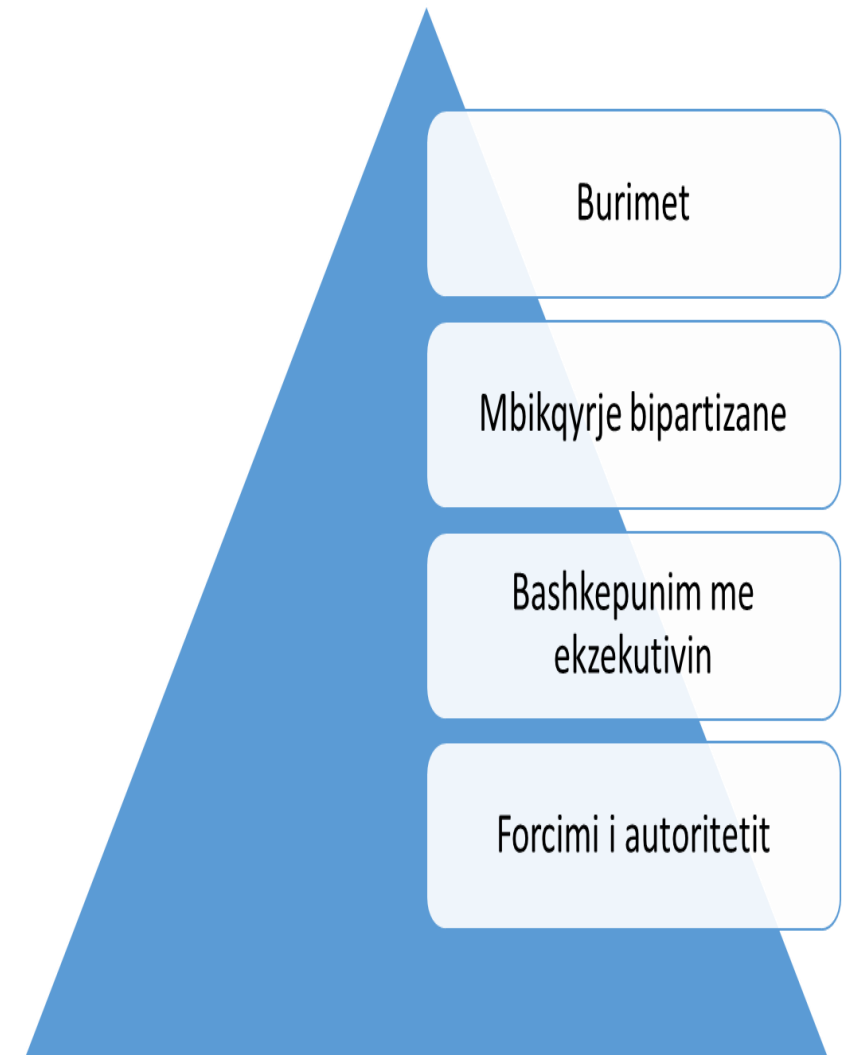 Burimet
Mbikqyrje bipartizane
Bashkepunim me
ekzekutivin
Forcimi i autoritetit